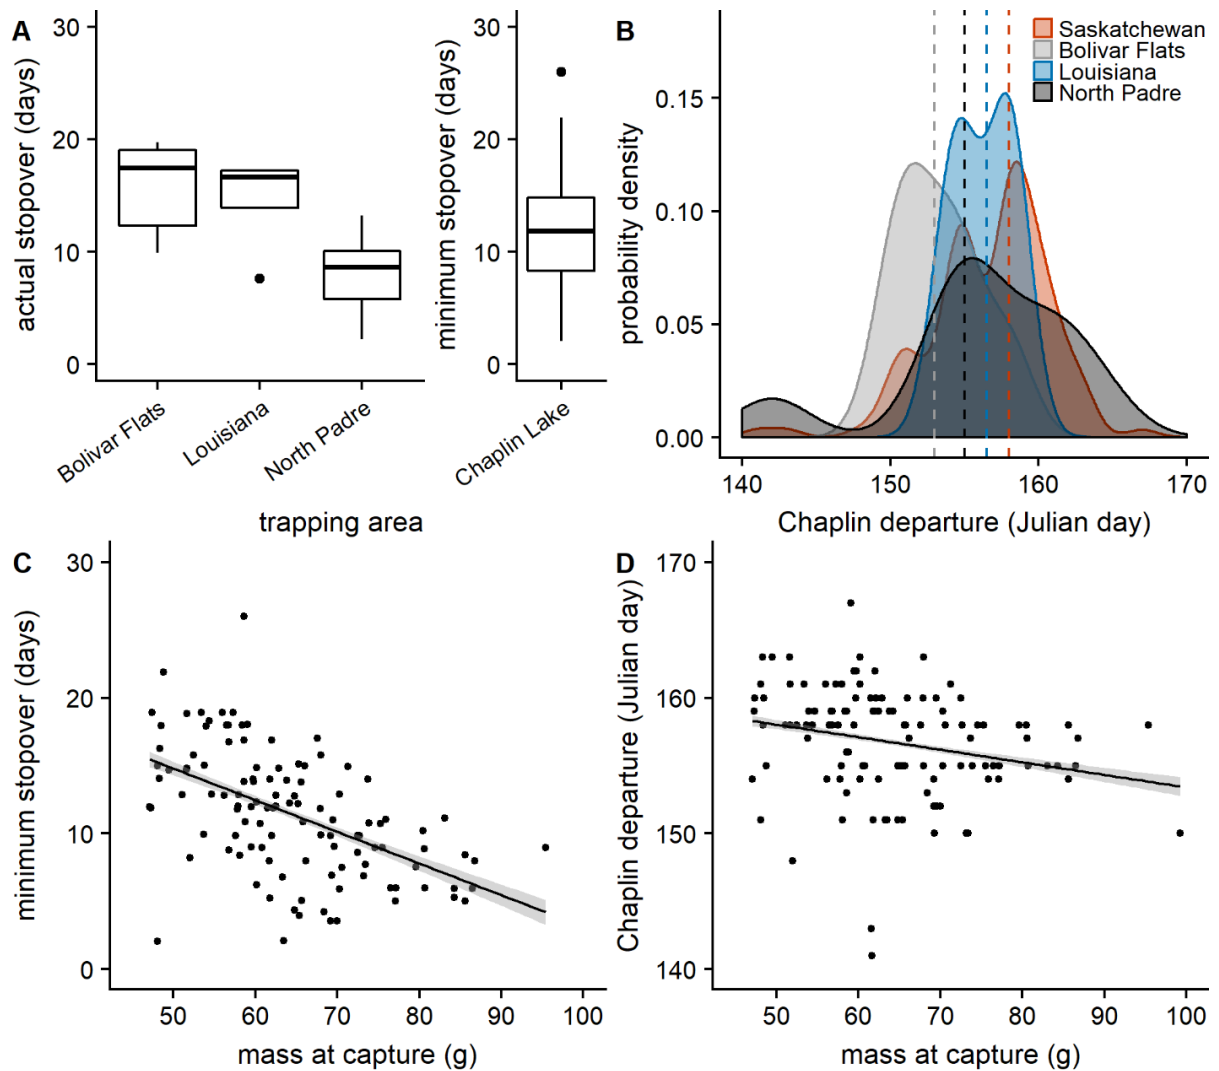 A
actual stopover (days)
30
20
10
0
Bolivar Flats
Louisiana
North Padre
trapping area
minimum stopover (days)
30
20
10
0
Chaplin Lake
B
probability density
0.15
0.10
0.05
0.00
140 150 160 170
Chaplin departure (Julian day)
Saskatchewan
Bolivar Flats
Louisiana
North Padre
C
minimum stopover (days)
30
20
10
0
50 60 70 80 90 100
mass at capture (g)
D
Chaplin departure (Julian day)
170
160
150
140
50 60 70 80 90 100
mass at capture (g)